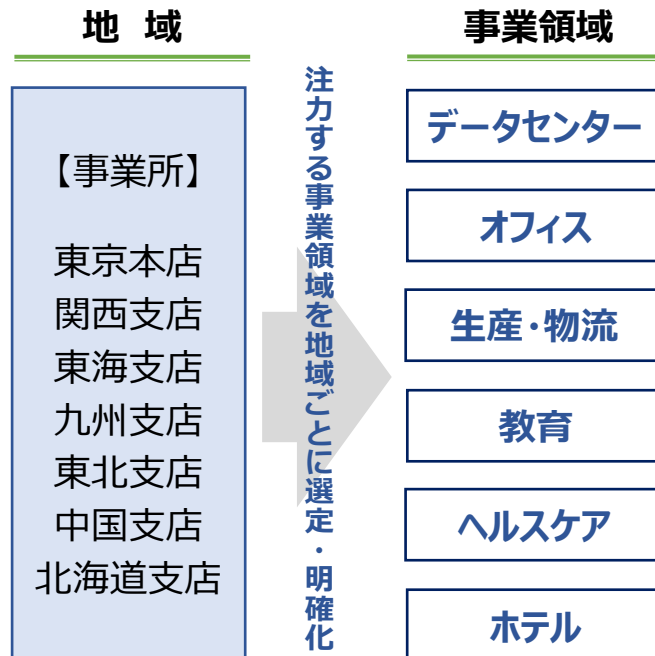 地 域
【事業所】
東京本店
関西支店
東海支店
九州支店
東北支店
中国支店
北海道支店
注力する事業領域を地域ごとに選定・明確化
事業領域
データセンター
オフィス
生産・物流
教育
ヘルスケア
ホテル